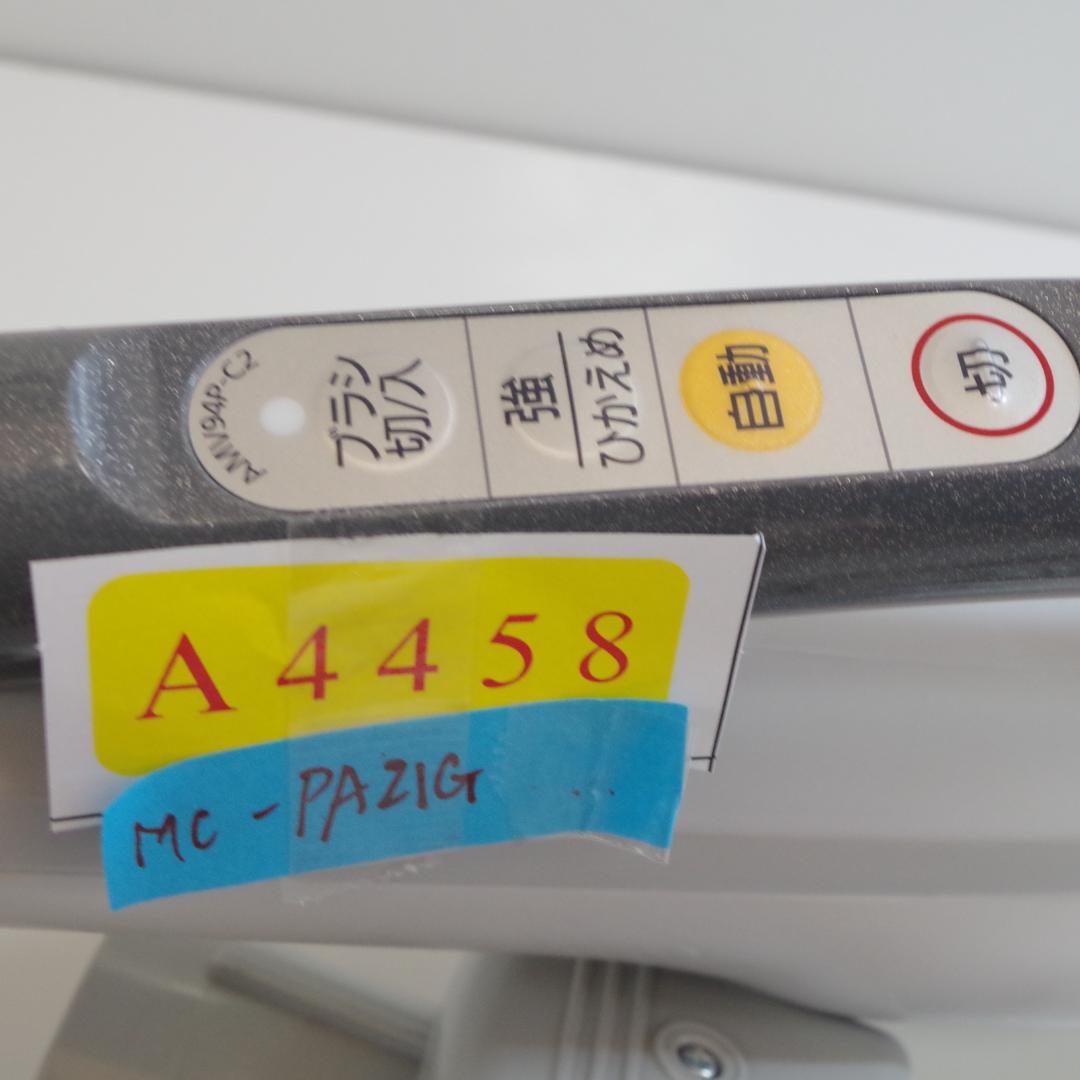 AMV94P-C2
ブラシ
切/入
強
ひかえめ
自動
切
A4458
MC-PA21G